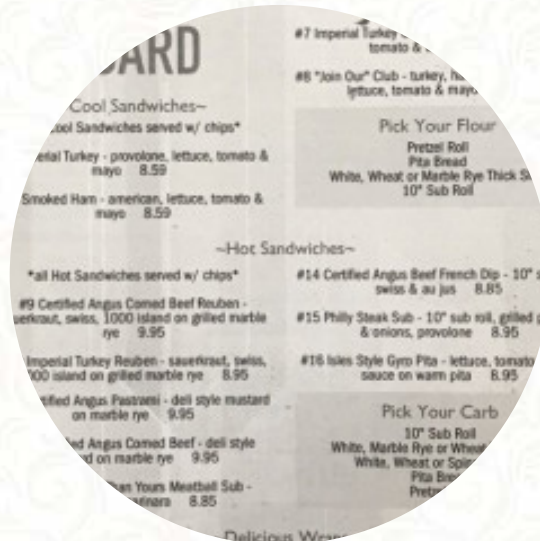 #7 Imperial Turkey
tomato &
#8 "Join Our" Club - turkey,
lettuce, tomato & mayo
Cool Sandwiches~
Sandwiches served w/ chips*
Turkey - provolone, lettuce, tomato &
mayo 8.59
Smoked Ham - american, lettuce, tomato &
mayo 8.59
Pick Your Flour
Pretzel Roll
Pita Bread
White, Wheat or Marble Rye Thick
10" Sub Roll
~Hot Sandwiches~
*all Hot Sandwiches served w/ chips*
#9 Certified Angus Corned Beef Reuben -
swiss, 1000 island on grilled marble
rye 9.95
Imperial Turkey Reuben - sauerkraut, swiss,
island on grilled marble rye 8.95
Angus Pastrami - deli style mustard
on marble rye 9.95
Angus Corned Beef - deli style
on marble rye 9.95
Yours Meatball Sub -
8.85
#14 Certified Angus Beef French Dip - 10"
swiss & au jus 8.85
#15 Philly Steak Sub - 10" sub roll, grilled
& onions, provolone 8.95
#16 Isles Style Gyro Pita - lettuce, tomato
sauce on warm pita 8.95
Pick Your Carb
10" Sub Roll
White, Marble Rye or Wheat
White, Wheat or
Pita
Delicious